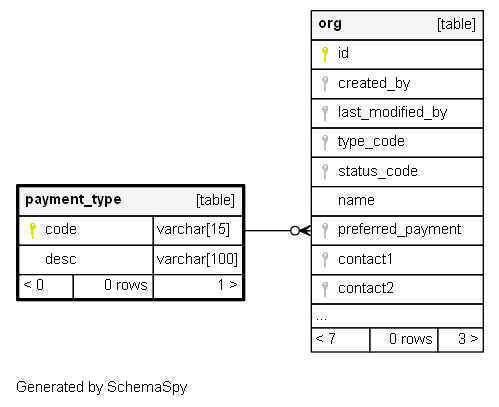 org [table]
id
created_by
last_modified_by
type_code
status_code
name
preferred_payment
contact1
contact2
...
< 7 0 rows 3 >
payment_type [table]
code varchar[15]
desc varchar[100]
< 0 0 rows 1 >
Generated by SchemaSpy